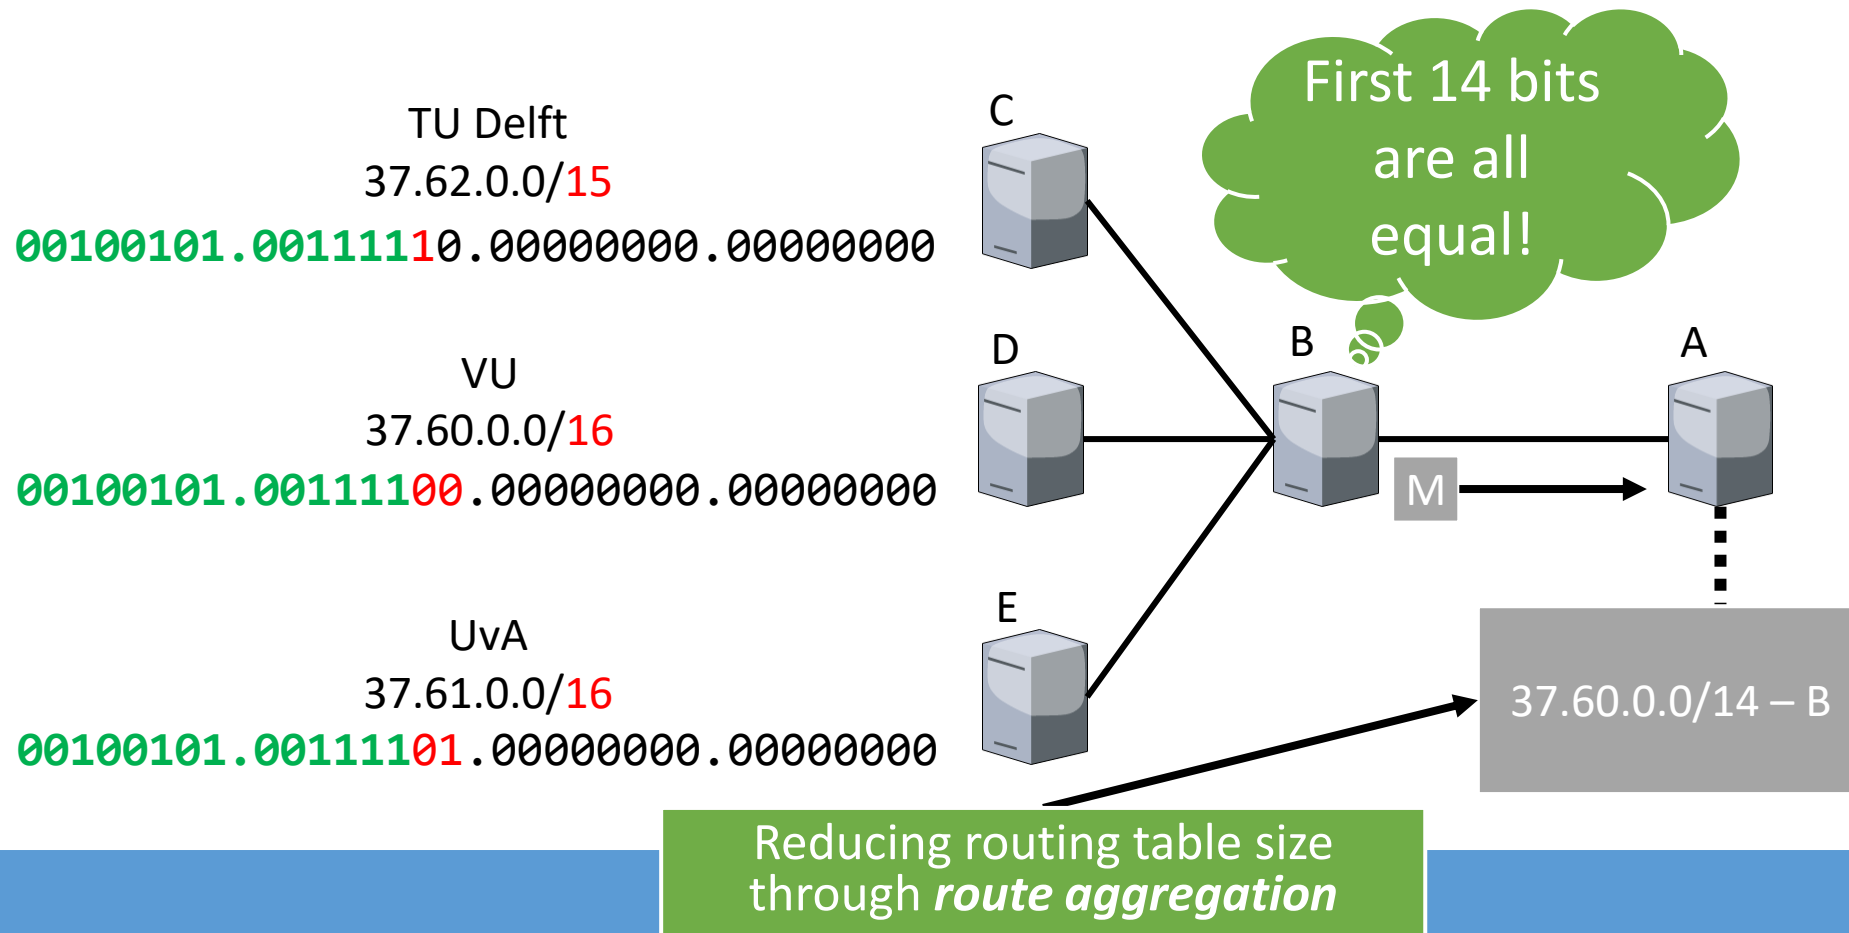 TU Delft
37.62.0.0/15
00100101.00111110.00000000.00000000
VU
37.60.0.0/16
00100101.00111100.00000000.00000000
UvA
37.61.0.0/16
00100101.00111101.00000000.00000000
C
D
E
B
A
First 14 bits
are all
equal!
M
37.60.0.0/14 – B
Reducing routing table size
through route aggregation